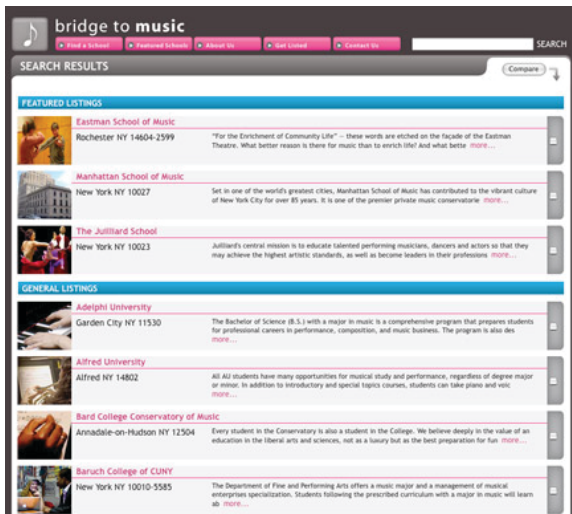 bridge to music
Find a School
Featured Schools
About Us
Get Listed
Contact Us
SEARCH
SEARCH RESULTS
Compare
FEATURED LISTINGS
Eastman School of Music
Rochester NY 14604-2599
"For the Enrichment of Community Life" — these words are etched on the façade of the Eastman
Theatre. What better reason is there for music than to enrich life? And what bette more...
Manhattan School of Music
New York NY 10027
Set in one of the world's greatest cities, Manhattan School of Music has contributed to the vibrant culture
of New York City for over 85 years. It is one of the premier private music conservatorie more...
The Juilliard School
New York NY 10023
Juilliard's central mission is to educate talented performing musicians, dancers and actors so that they
may achieve the highest artistic standards, as well as become leaders in their professions more...
GENERAL LISTINGS
Adelphi University
Garden City NY 11530
The Bachelor of Science (B.S.) with a major in music is a comprehensive program that prepares students
for professional careers in performance, composition, and music business. The program is also des
more...
Alfred University
Alfred NY 14802
All AU students have many opportunities for musical study and performance, regardless of degree major
or minor. In addition to introductory and special topics courses, students can take piano and voic
more...
Bard College Conservatory of Music
Annadale-on-Hudson NY 12504
Every student in the Conservatory is also a student in the College. We believe deeply in the value of an
education in the liberal arts and sciences, not as a luxury but as the best preparation for fun more...
Baruch College of CUNY
New York NY 10010-5585
The Department of Fine and Performing Arts offers a music major and a management of musical
enterprises specialization. Students following the prescribed curriculum with a major in music will learn
ab more...